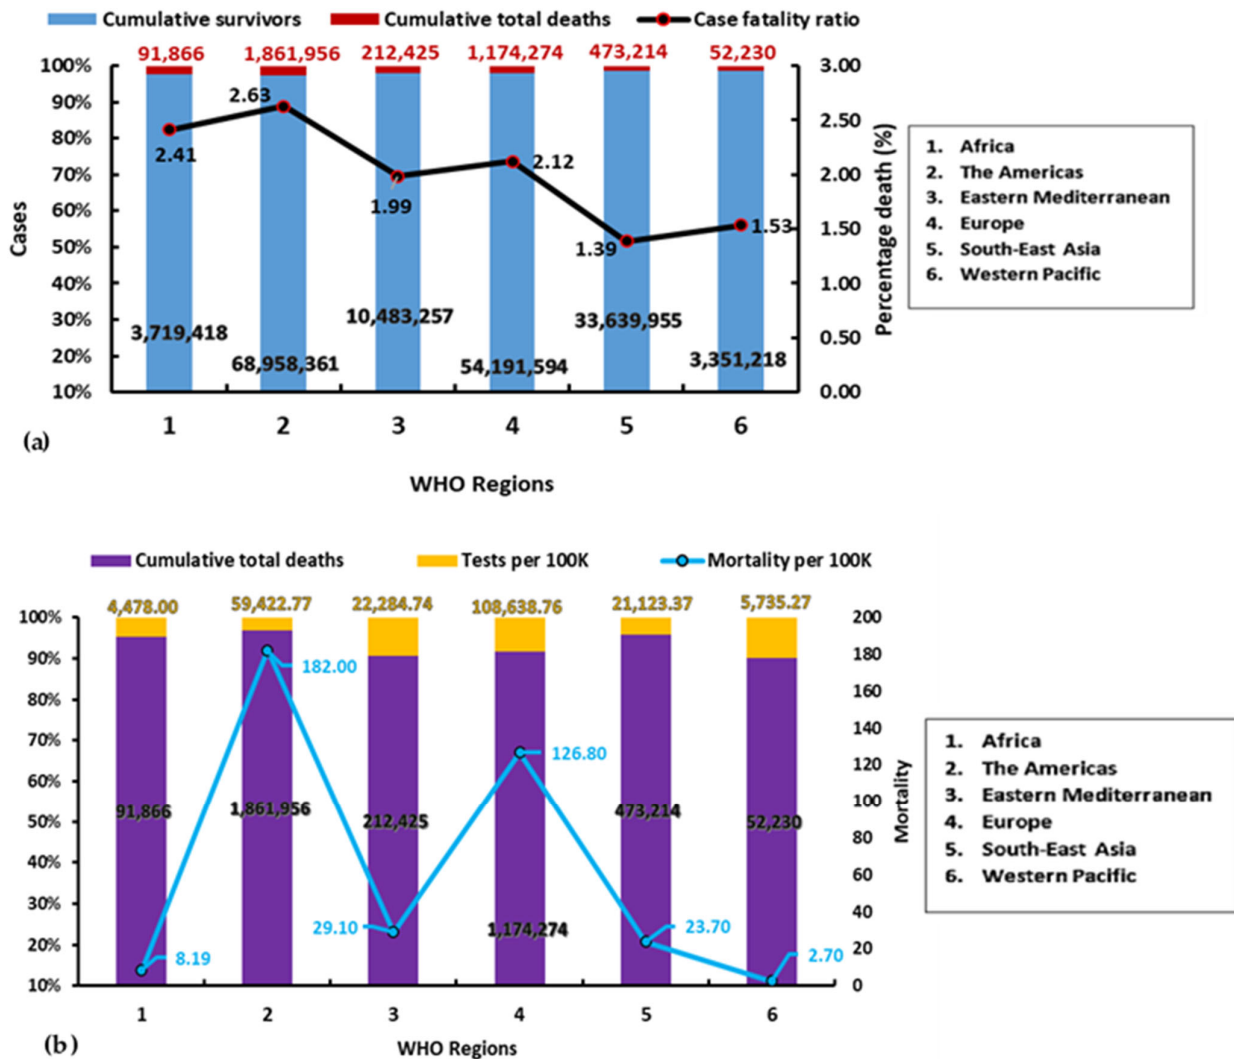 Cumulative survivors Cumulative total deaths Case fatality ratio
91,866 1,861,956 212,425 1,174,274 473,214 52,230
100% 3.00
90% 2.63 2.50
80% 2.41 2.12
70% 2.00
60% 1.99 1.53
50% 1.39 1.50
40% 1.00
30% 3,719,418 10,483,257 33,639,955
20% 68,958,361 54,191,594 3,351,218 0.50
10% 0.00
Cases
Percentage death (%)
1 2 3 4 5 6
(a)
WHO Regions
1. Africa
2. The Americas
3. Eastern Mediterranean
4. Europe
5. South-East Asia
6. Western Pacific
Cumulative total deaths Tests per 100K Mortality per 100K
4,478.00 59,422.77 22,284.74 108,638.76 21,123.37 5,735.27
100% 200
90% 182.00 180
80% 160
70% 126.80 140
60% 120
50% 91,866 1,861,956 212,425 473,214 52,230 100
40% 80
30% 60
20% 29.10 1,174,274 23.70 40
10% 8.19 2.70 20
0
Mortality
1 2 3 4 5 6
(b)
WHO Regions
1. Africa
2. The Americas
3. Eastern Mediterranean
4. Europe
5. South-East Asia
6. Western Pacific